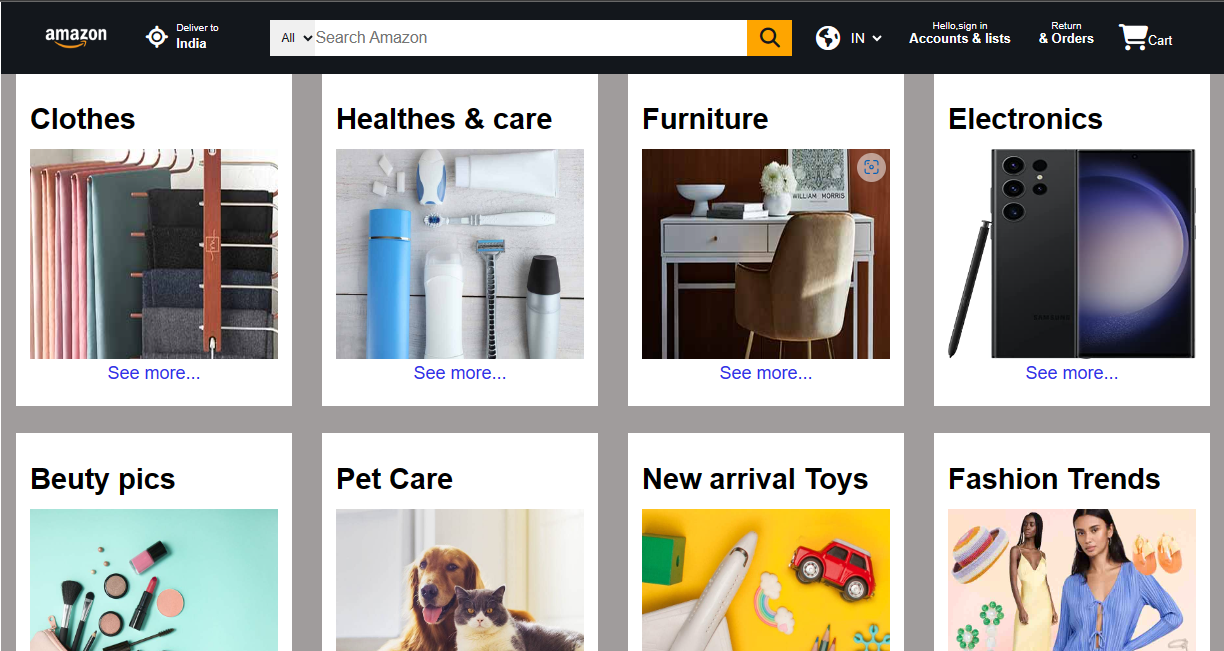 amazon
Deliver to
India
All
Search Amazon
IN
Hello,sign in
Accounts & lists
Return
& Orders
Cart
Clothes
Healthes & care
Furniture
Electronics
WILLIAM MORRIS
SAMSUNG
See more...
See more...
See more...
See more...
Beuty pics
Pet Care
New arrival Toys
Fashion Trends